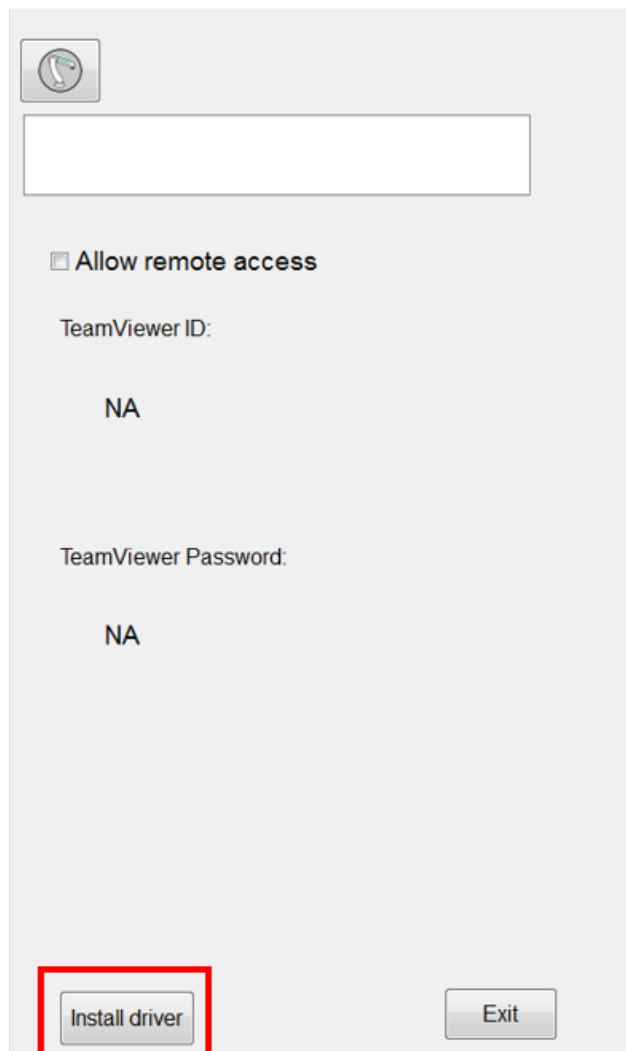 Allow remote access
TeamViewer ID:
NA
TeamViewer Password:
NA
Install driver
Exit